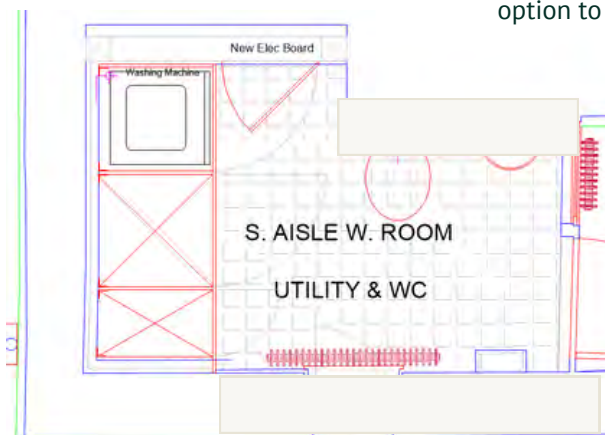 option to
New Elec Board
Washing Machine
S. AISLE W. ROOM
UTILITY & WC